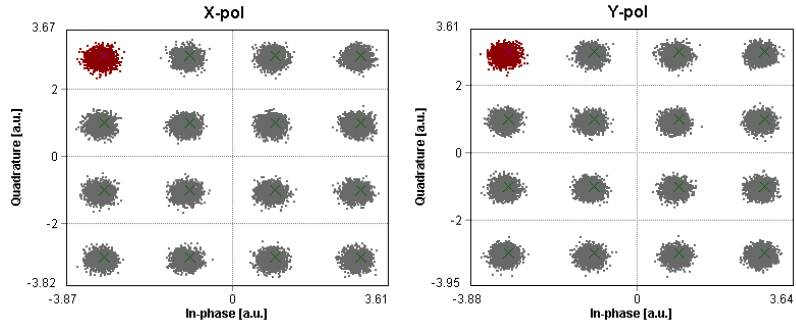 X-pol
3.67
2
0
-2
-3.82
-3.87
0
3.61
Quadrature [a.u.]
In-phase [a.u.]
Y-pol
3.61
2
0
-2
-3.95
-3.88
0
3.64
Quadrature [a.u.]
In-phase [a.u.]